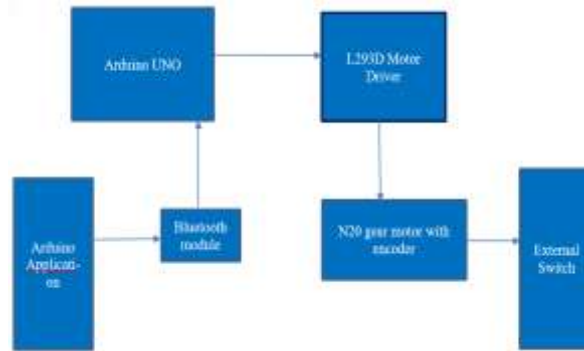 Arduino UNO
L293D Motor
Driver
Bluetooth
module
Arduino
Applicati-
on
N20 gear motor with
encoder
External
Switch